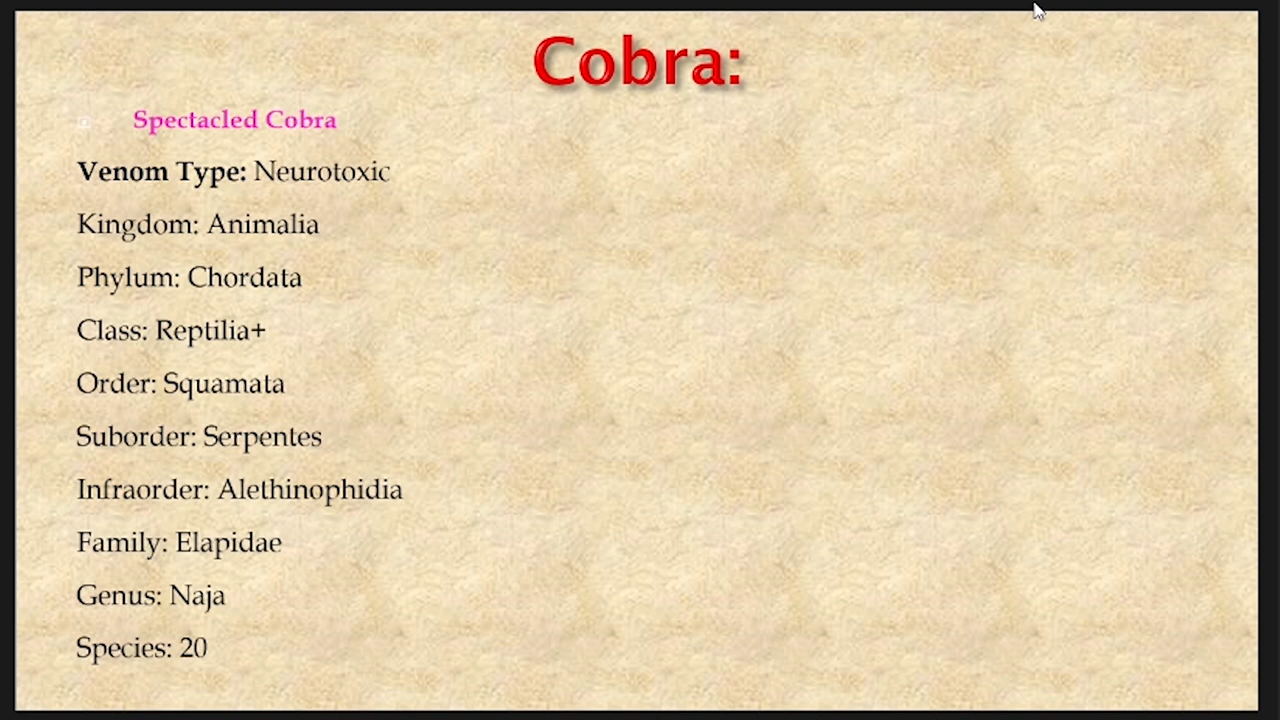 Cobra:
Spectacled Cobra
Venom Type: Neurotoxic
Kingdom: Animalia
Phylum: Chordata
Class: Reptilia+
Order: Squamata
Suborder: Serpentes
Infraorder: Alethinophidia
Family: Elapidae
Genus: Naja
Species: 20